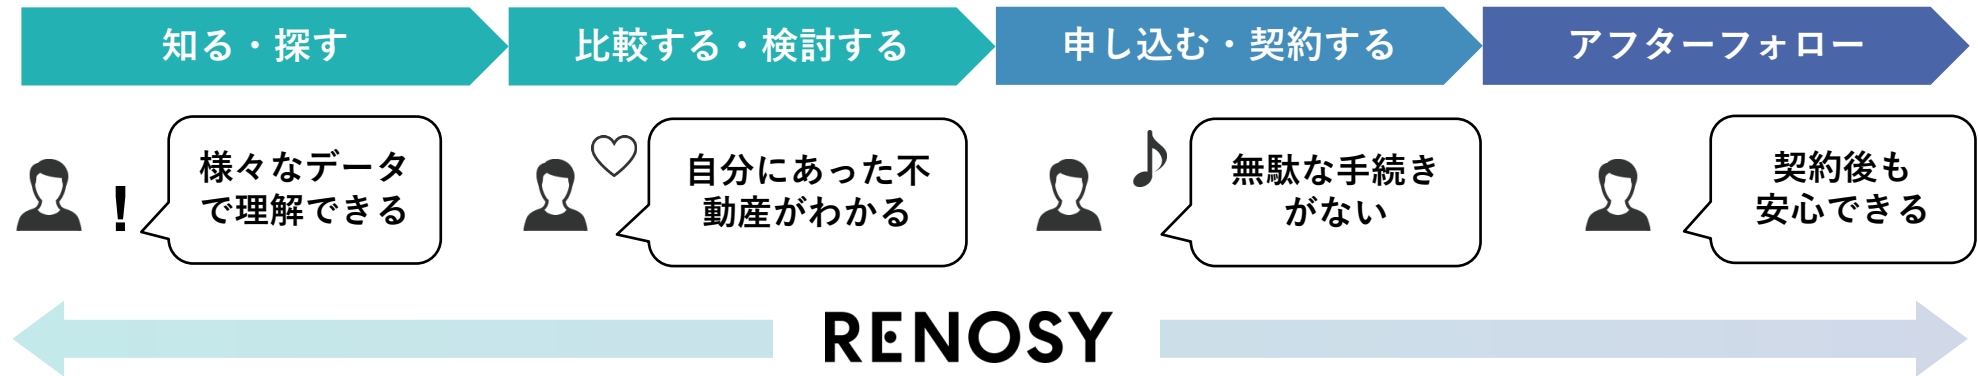 知る・探す
比較する・検討する
申し込む・契約する
アフターフォロー
!
様々なデータ
で理解できる
自分にあった不
動産がわかる
無駄な手続き
がない
契約後も
安心できる
RENOSY